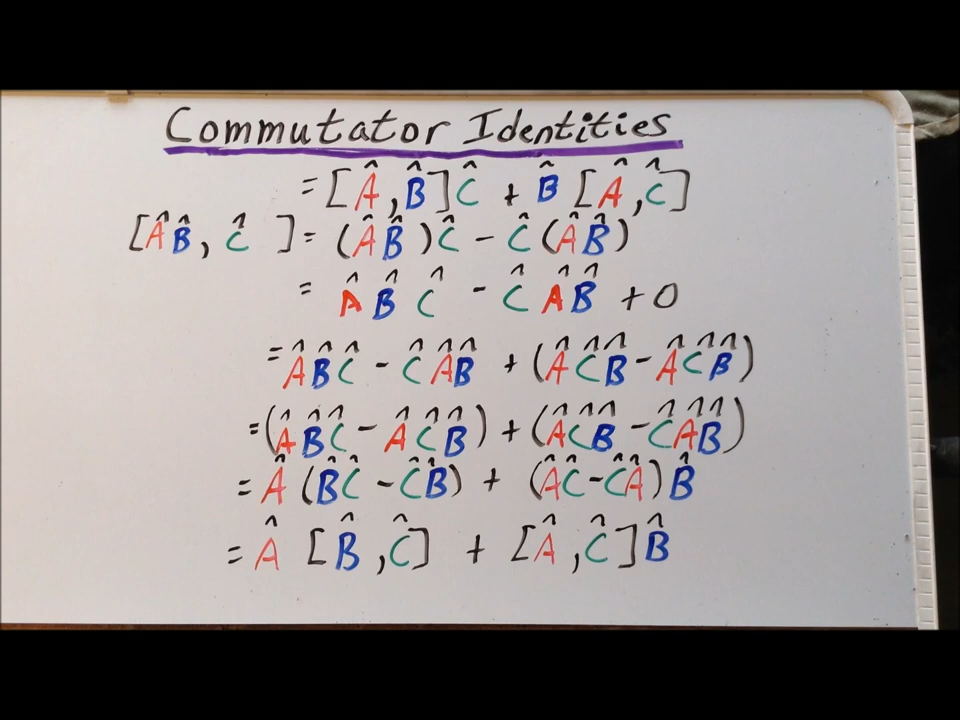 Commutator Identities
= [Â, B̂]Ĉ + B̂ [Â, Ĉ]
[ÂB̂, Ĉ ] = (ÂB̂)Ĉ - Ĉ(ÂB̂)
= ÂB̂Ĉ - ĈÂB̂ + 0
= ÂB̂Ĉ - ĈÂB̂ + (ÂĈB̂ - ÂĈB̂)
= (ÂB̂Ĉ - ÂĈB̂) + (ÂĈB̂ - ĈÂB̂)
= Â (B̂Ĉ - ĈB̂) + (ÂĈ - ĈÂ)B̂
= Â [B̂, Ĉ] + [Â, Ĉ]B̂